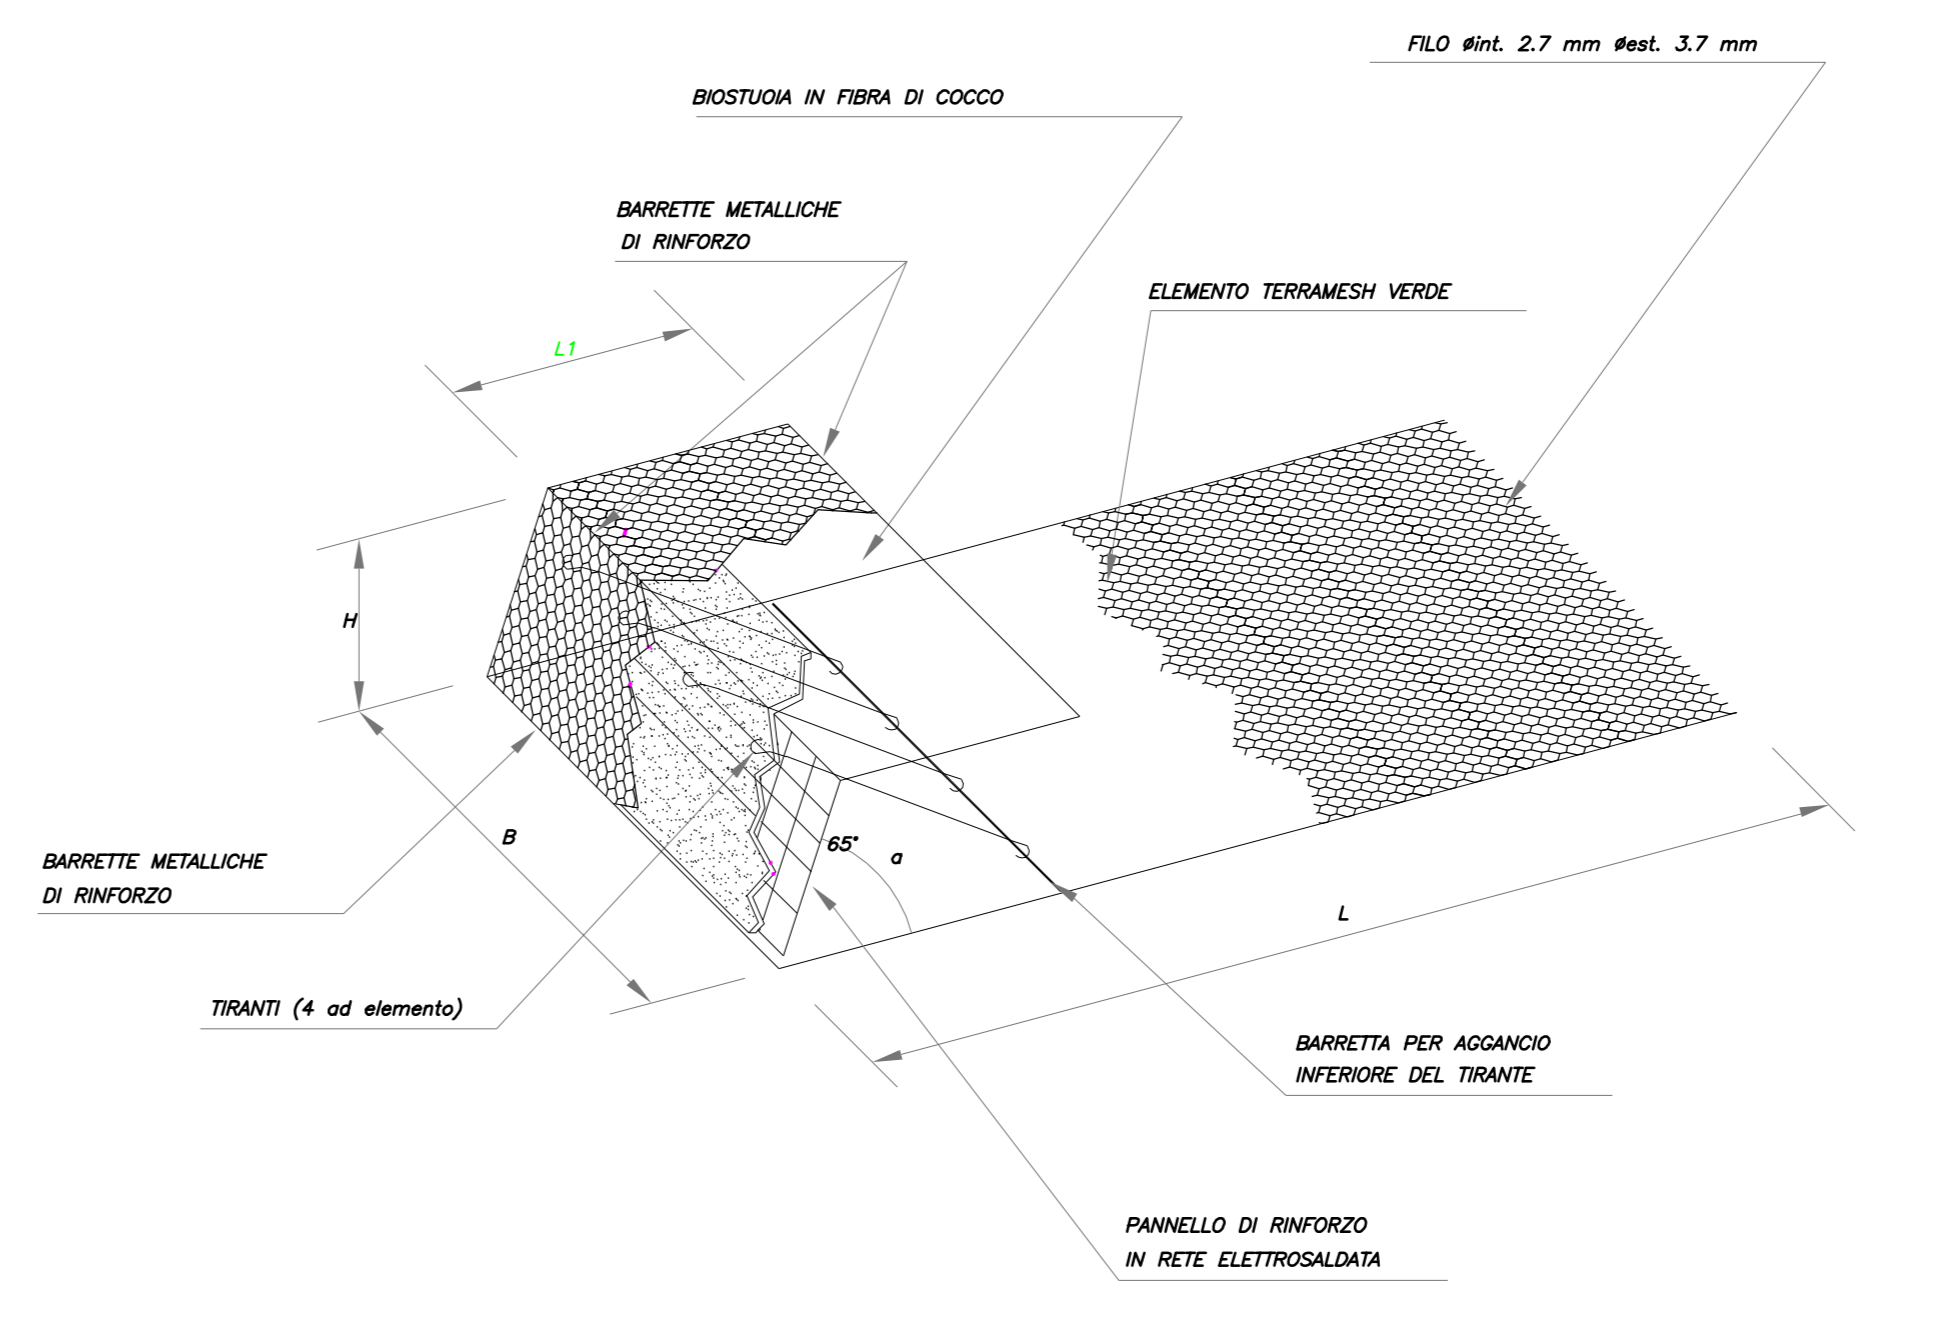 FILO Øint. 2.7 mm Øest. 3.7 mm
BIOSTUOIA IN FIBRA DI COCCO
BARRETTE METALLICHE
DI RINFORZO
ELEMENTO TERRAMESH VERDE
L1
H
B
65°
a
BARRETTE METALLICHE
DI RINFORZO
L
TIRANTI (4 ad elemento)
BARRETTA PER AGGANCIO
INFERIORE DEL TIRANTE
PANNELLO DI RINFORZO
IN RETE ELETTROSALDATA